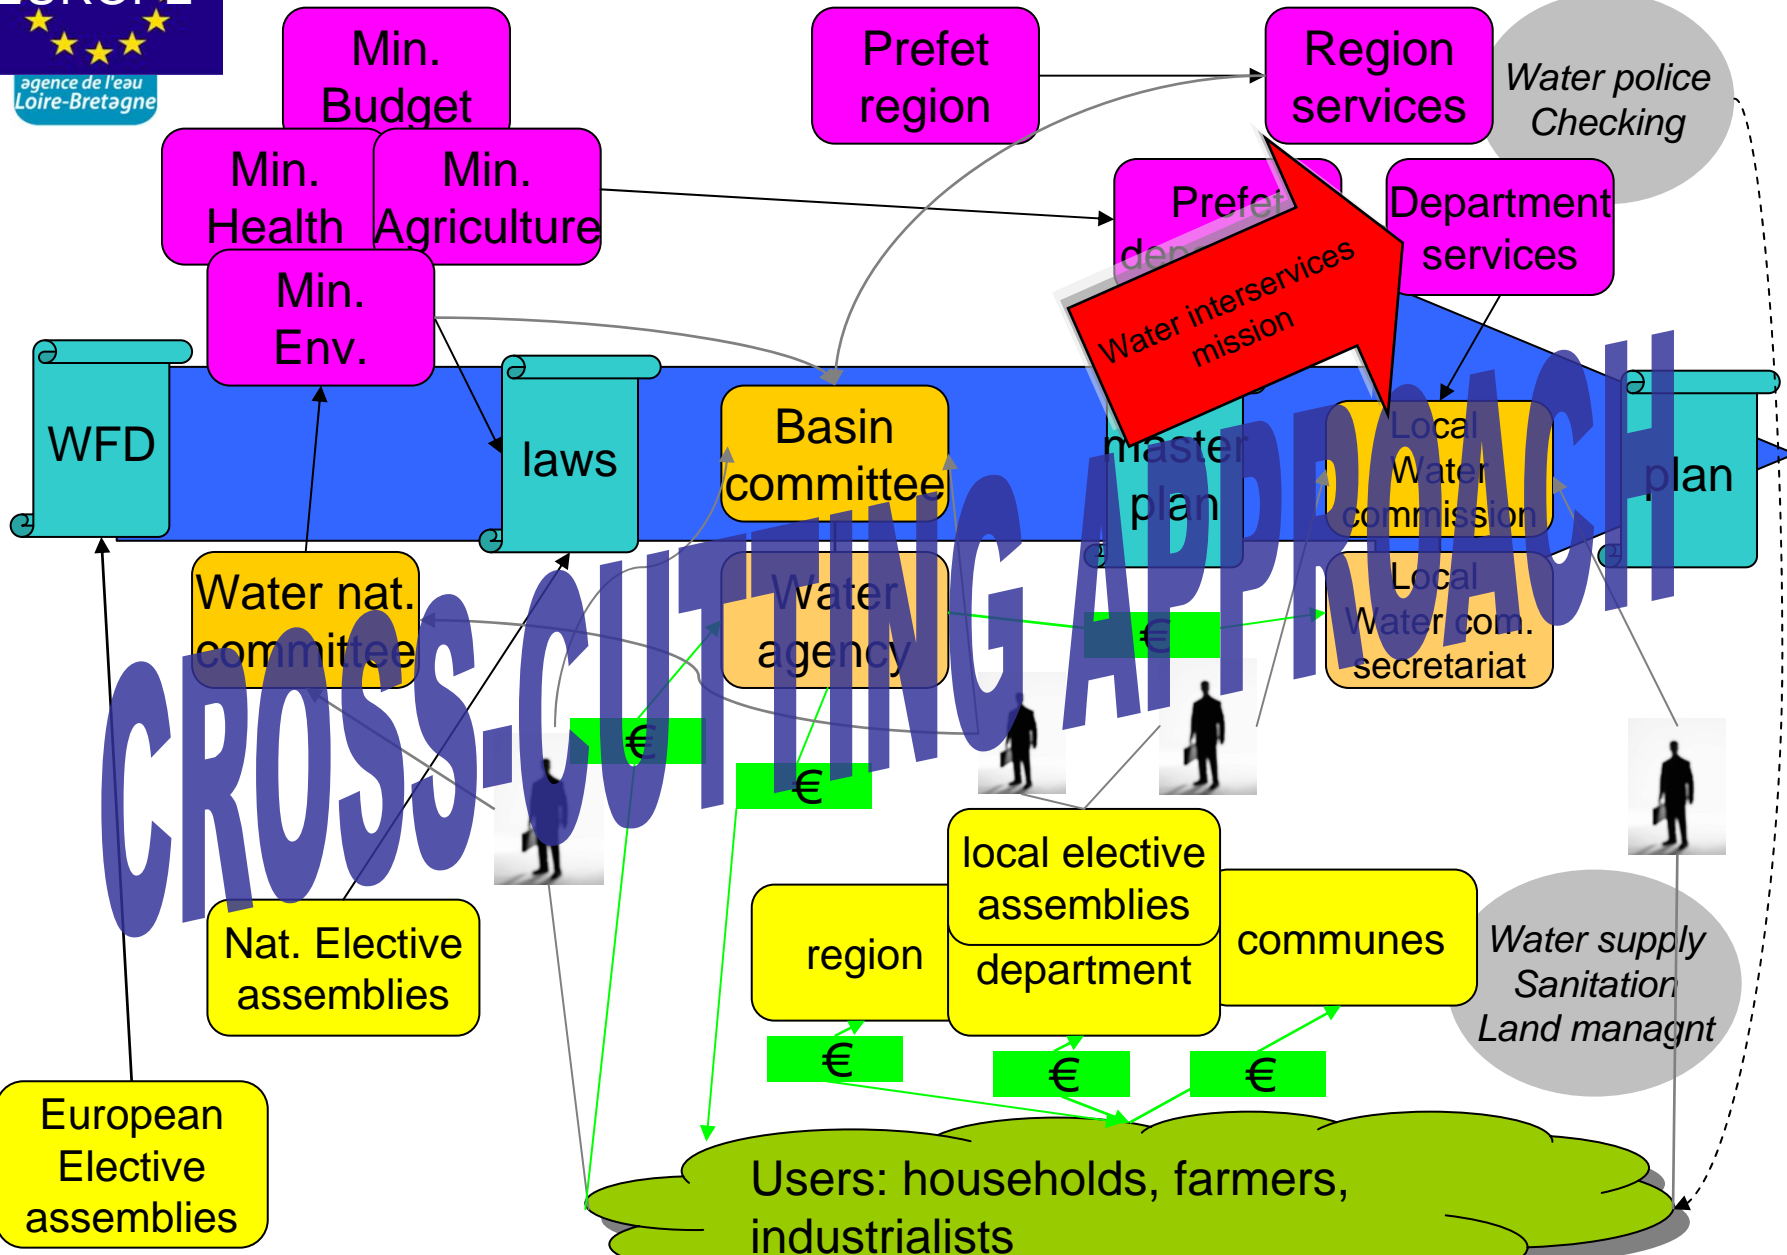 EUROPE
agence de l'eau
Loire-Bretagne
Min.
Budget
Prefet
region
Region
services
Water police
Checking
Min.
Health
Min.
Agriculture
Prefet
Department
services
Water interservices
mission
Min.
Env.
WFD
laws
Basin
committee
master
plan
Local
Water
commission
plan
Water nat.
committee
Water
agency
€
Local
Water com.
secretariat
CROSS-CUTTING APPROACH
€
€
local elective
assemblies
region
department
communes
Water supply
Sanitation
Land managnt
Nat. Elective
assemblies
€
€
€
European
Elective
assemblies
Users: households, farmers,
industrialists